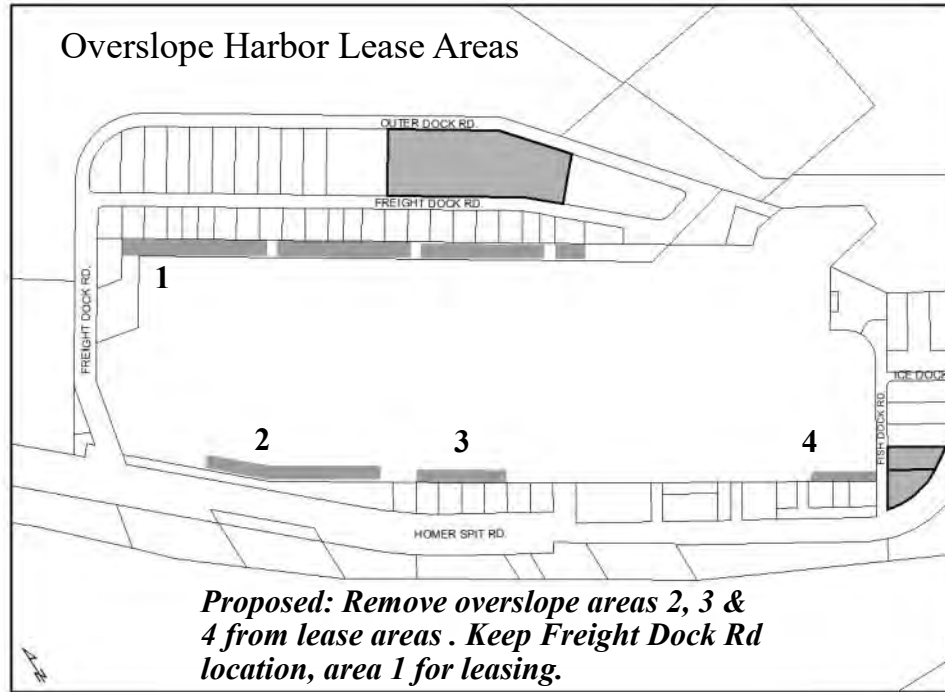 Overslope Harbor Lease Areas
OUTER DOCK RD.
FREIGHT DOCK RD.
1
FREIGHT DOCK RD.
ICE DOCK
FISH DOCK RD.
2
3
4
HOMER SPIT RD.
Proposed: Remove overslope areas 2, 3 &
4 from lease areas . Keep Freight Dock Rd
location, area 1 for leasing.
N